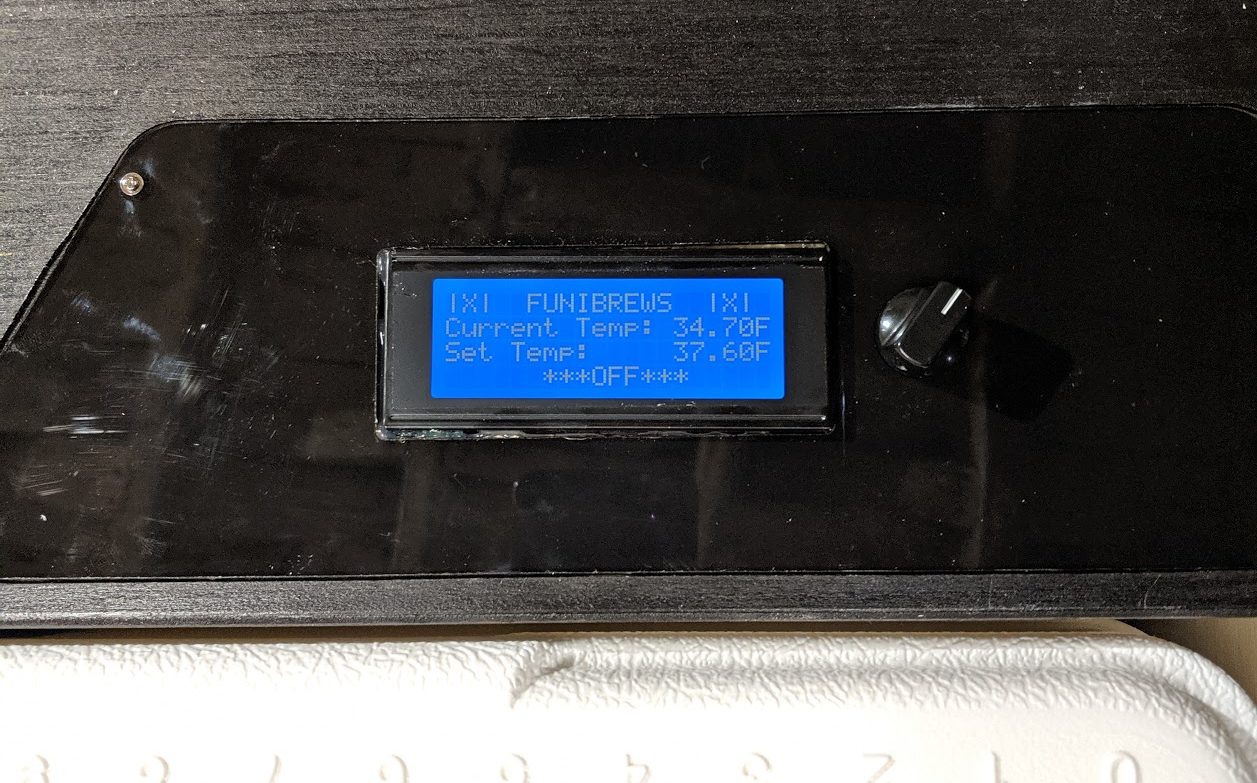 |X| FUNIBREWS |X|
Current Temp: 34.70F
Set Temp: 37.60F
***OFF***